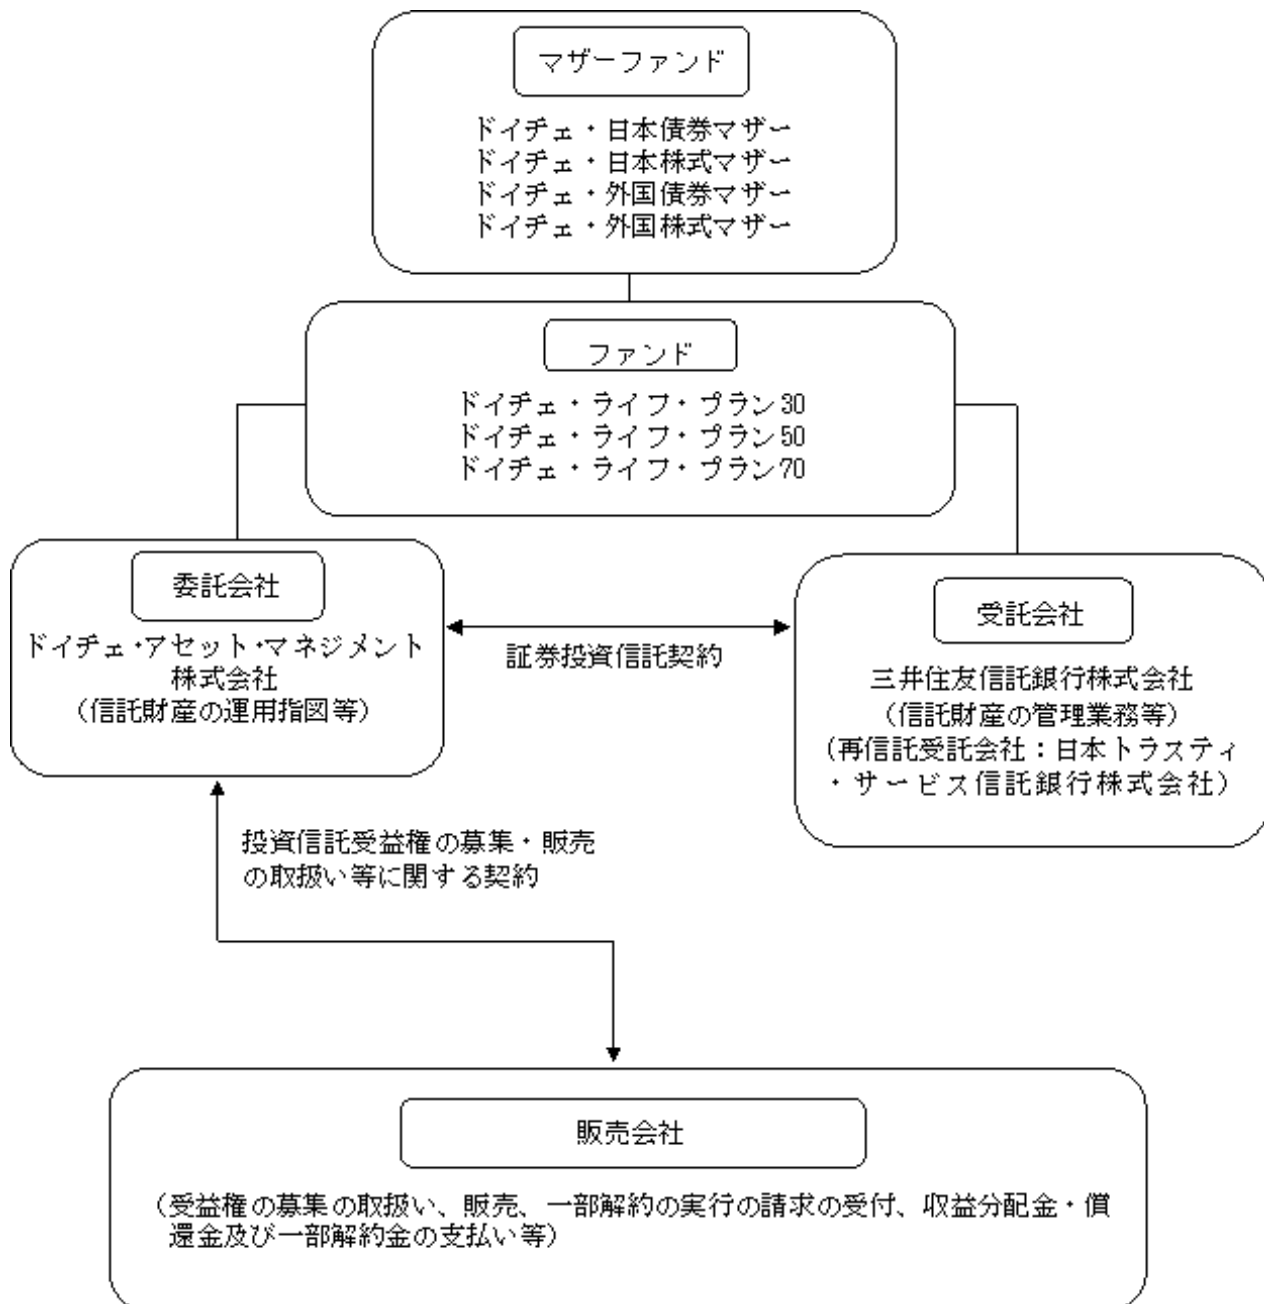 マザーファンド
ドイチェ・日本債券マザー
ドイチェ・日本株式マザー
ドイチェ・外国債券マザー
ドイチェ・外国株式マザー
ファンド
ドイチェ・ライフ・プラン30
ドイチェ・ライフ・プラン50
ドイチェ・ライフ・プラン70
委託会社
ドイチェ・アセット・マネジメント
株式会社
（信託財産の運用指図等）
証券投資信託契約
受託会社
三井住友信託銀行株式会社
（信託財産の管理業務等）
（再信託受託会社：日本トラスティ
・サービス信託銀行株式会社）
投資信託受益権の募集・販売
の取扱い等に関する契約
販売会社
（受益権の募集の取扱い、販売、一部解約の実行の請求の受付、収益分配金・償
還金及び一部解約金の支払い等）